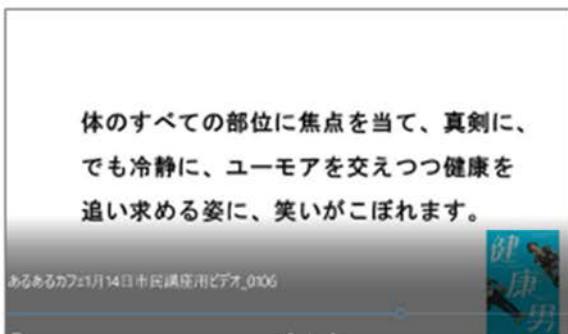 体のすべての部位に焦点を当て、真剣に、
でも冷静に、ユーモアを交えつつ健康を
追い求める姿に、笑いがこぼれます。
あるあるカフェ1月14日市民講座用ビデオ_0106
健康男